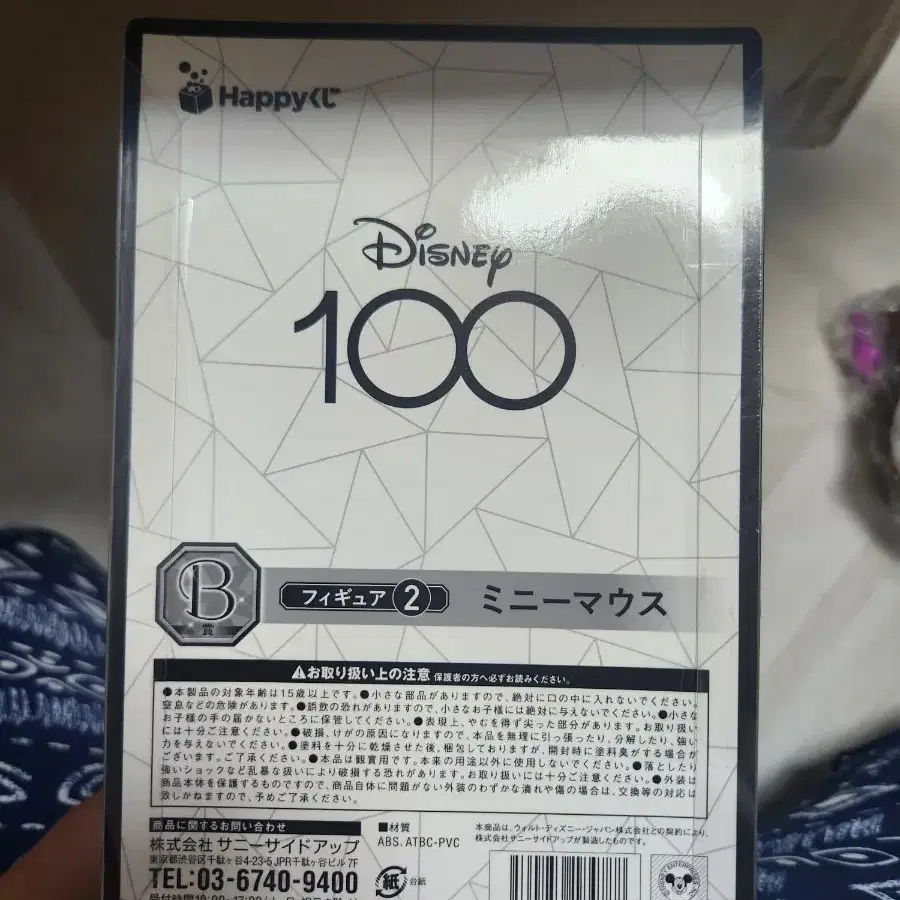 Happyくじ
Disney
100
B
賞
フィギュア 2 ミニーマウス
⚠お取り扱い上の注意 保護者の方へ必ずお読みください。
●本製品の対象年齢は15歳以上です。●小さな部品がありますので、絶対に口の中に入れないでください。
窒息などの危険があります。●誤飲の恐れがありますので、小さなお子様には絶対に与えないでください。●小さな
お子様の手の届かないところに保管してください。●表現上、やむを得ず尖った部分があります。お取り扱い
には十分ご注意ください。●破損、けがの原因になりますので、本品を無理に引っ張ったり、分解したり、強い
力を与えないでください。●塗料を十分に乾燥させた後、梱包しておりますが、開封時に塗料臭がする場合が
ございます。ご了承ください。●本品は観賞用です。本来の用途以外に使用しないでください。●落としたり
強いショックなど乱暴な扱いにより破損する恐れがあります。お取り扱いには十分ご注意ください。●外装は
商品本体を保護するものですので、商品自体に問題がない外装のわずかな潰れや傷の場合は、交換等の対応は
致しかねますので、予めご了承ください。
商品に関するお問い合わせ
株式会社 サニーサイドアップ
東京都渋谷区千駄ヶ谷4-23-5 JPR千駄ヶ谷ビル 7F
TEL:03-6740-9400
■材質
ABS、ATBC-PVC
紙 台紙
本商品は、ウォルト・ディズニー・ジャパン株式会社との契約により、
株式会社サニーサイドアップが製造したものです。